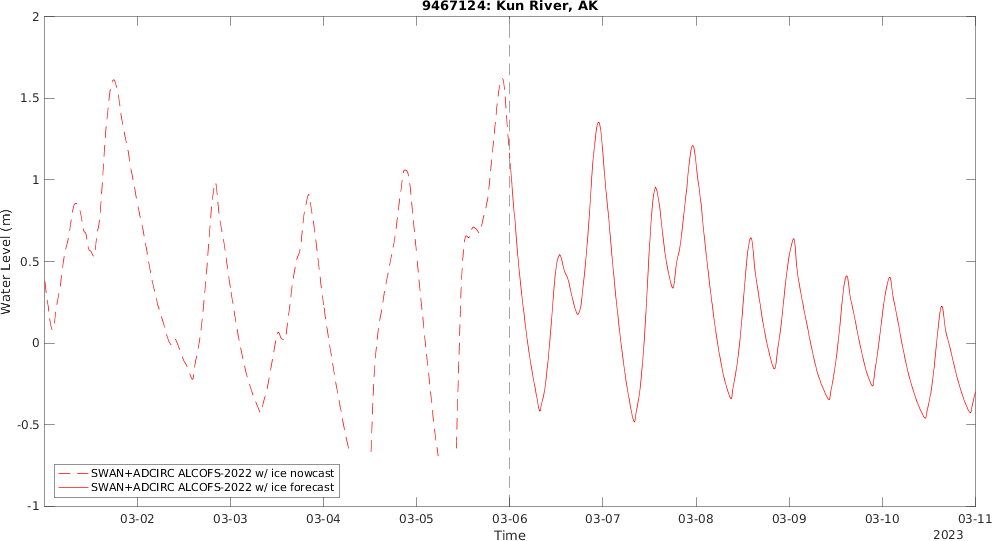 9467124: Kun River, AK
2
1.5
1
0.5
0
-0.5
-1
Water Level (m)
SWAN+ADCIRC ALCOFS-2022 w/ ice nowcast
SWAN+ADCIRC ALCOFS-2022 w/ ice forecast
03-02 03-03 03-04 03-05 03-06 03-07 03-08 03-09 03-10 03-11
Time
2023